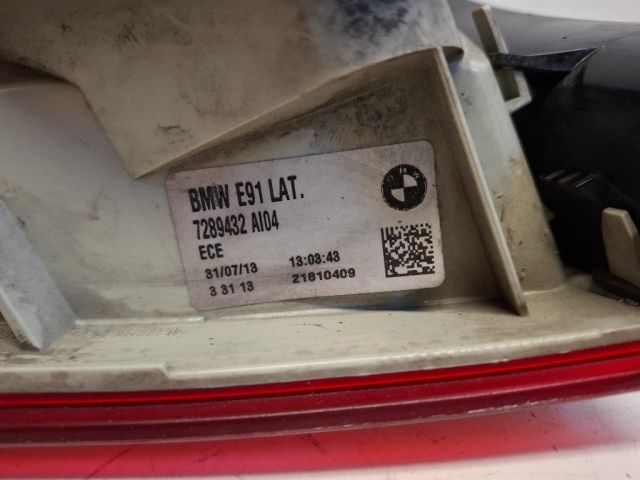 BMW E91 LAT.
7289432 AI04
ECE
31/07/13 13:03:43
3 31 13 21810409